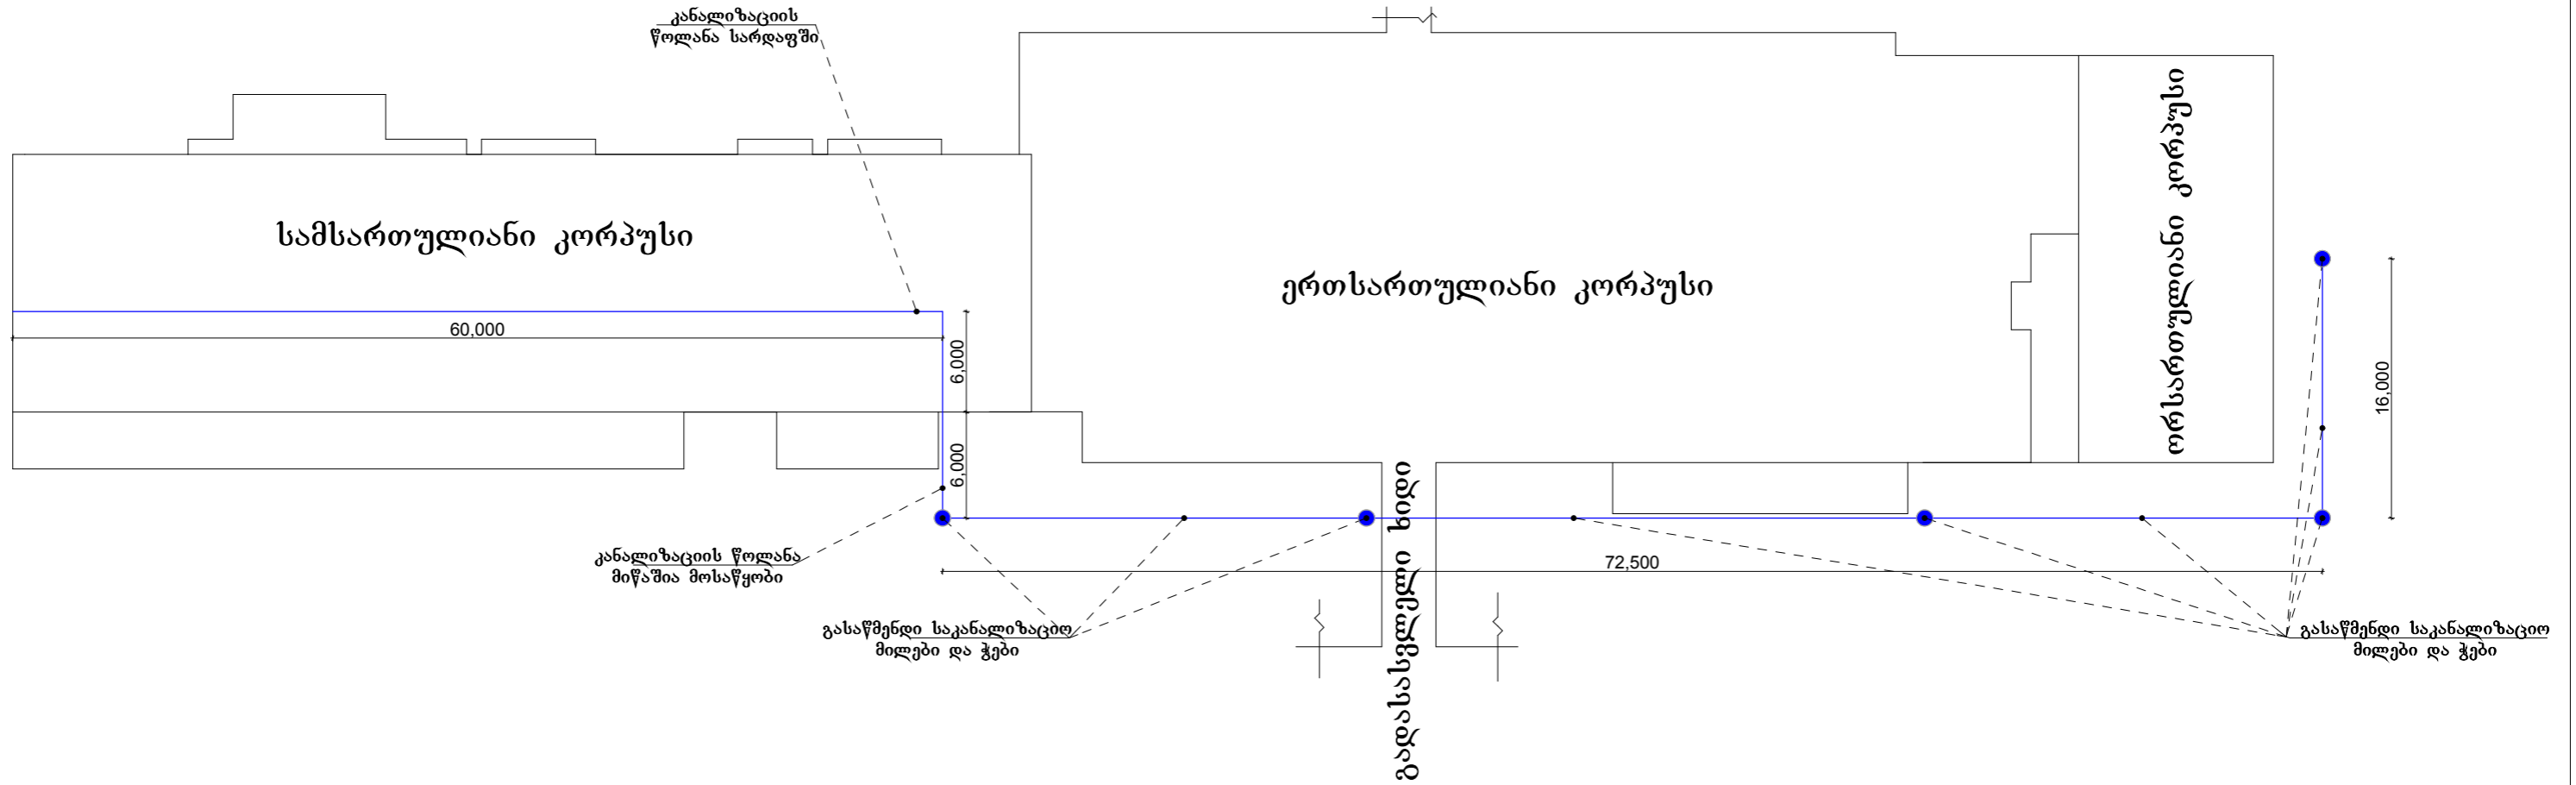 კანალიზაციის
წოლანა სარდაფში
სამსართულიანი კორპუსი
ერთსართულიანი კორპუსი
ორსართულიანი კორპუსი
60,000
6,000
6,000
16,000
გადასასვლელი ხიდი
72,500
კანალიზაციის წოლანა
მიწაშია მოსაწყობი
გასაწმენდი საკანალიზაციო
მილები და ჭები
გასაწმენდი საკანალიზაციო
მილები და ჭები